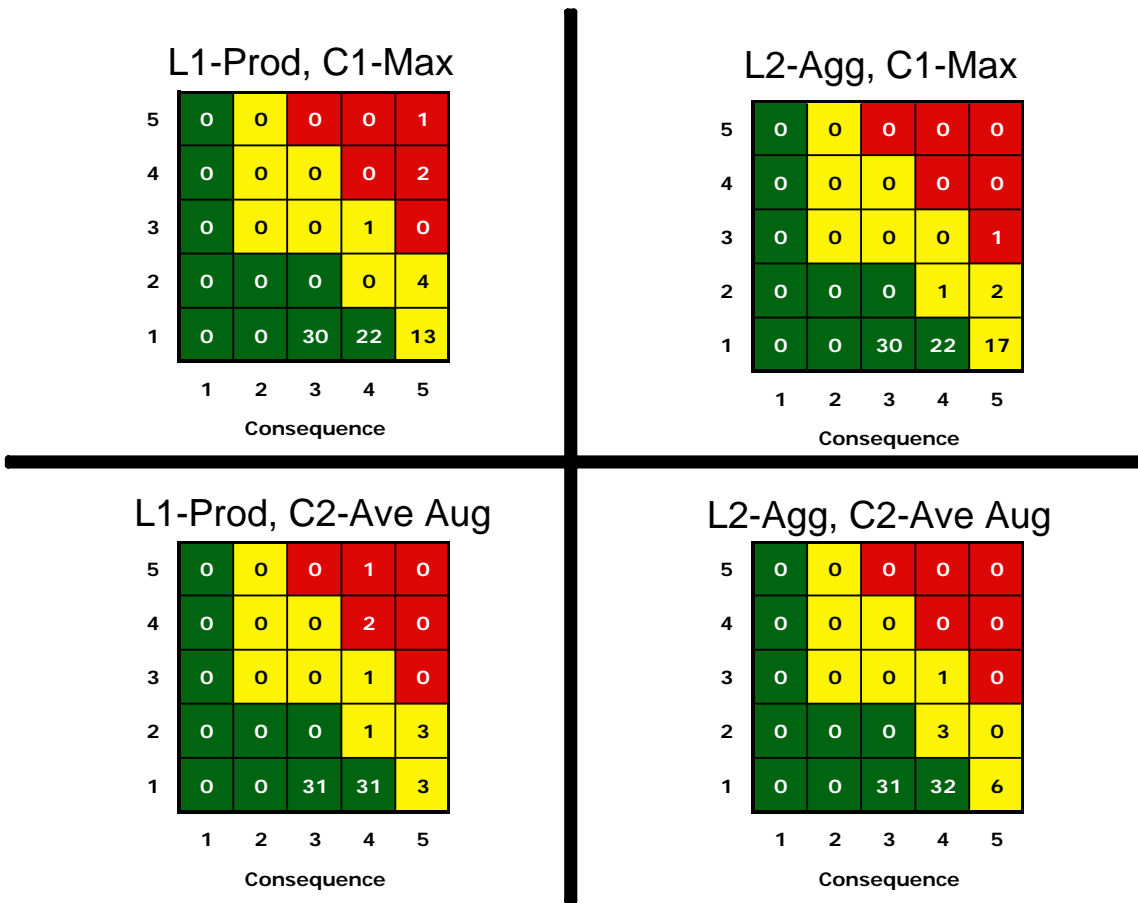 L1-Prod, C1-Max
5 0 0 0 0 1
4 0 0 0 0 2
3 0 0 0 1 0
2 0 0 0 0 4
1 0 0 30 22 13
1 2 3 4 5
Consequence
L2-Agg, C1-Max
5 0 0 0 0 0
4 0 0 0 0 0
3 0 0 0 0 1
2 0 0 0 1 2
1 0 0 30 22 17
1 2 3 4 5
Consequence
L1-Prod, C2-Ave Aug
5 0 0 0 1 0
4 0 0 0 2 0
3 0 0 0 1 0
2 0 0 0 1 3
1 0 0 31 31 3
1 2 3 4 5
Consequence
L2-Agg, C2-Ave Aug
5 0 0 0 0 0
4 0 0 0 0 0
3 0 0 0 1 0
2 0 0 0 3 0
1 0 0 31 32 6
1 2 3 4 5
Consequence